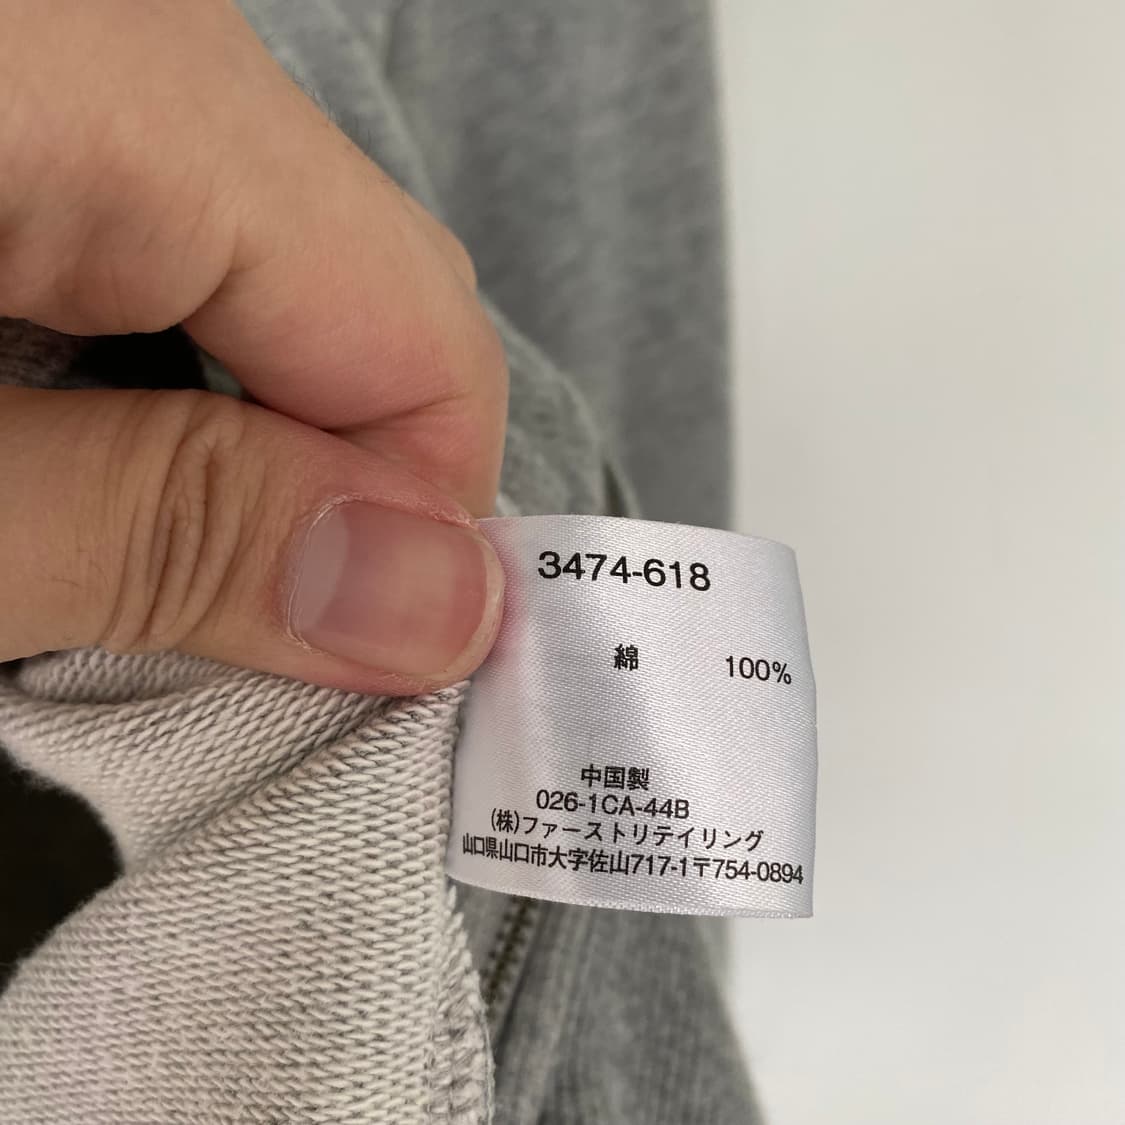 3474-618
綿 100%
中国製
026-1CA-44B
(株)ファーストリテイリング
山口県山口市大字佐山717-1〒754-0894